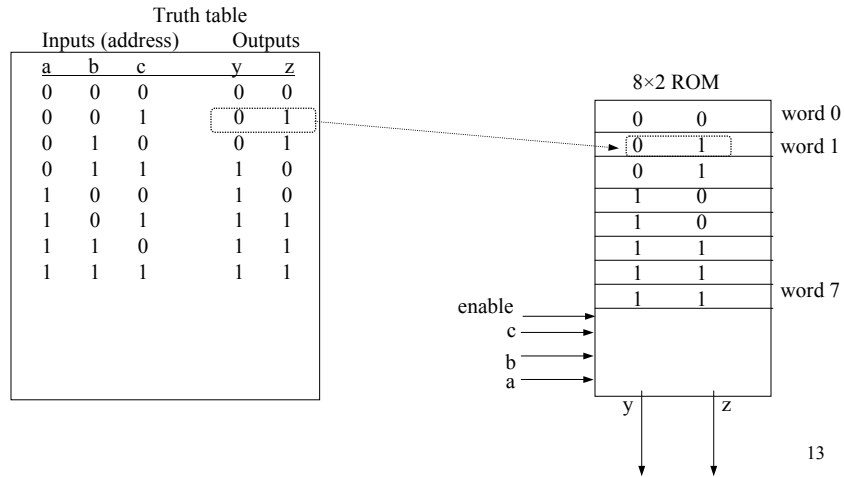 Truth table
Inputs (address) Outputs
a b c y z
0 0 0 0 0
0 0 1 0 1
0 1 0 0 1
0 1 1 1 0
1 0 0 1 0
1 0 1 1 1
1 1 0 1 1
1 1 1 1 1
8×2 ROM
0 0 word 0
0 1 word 1
0 1
1 0
1 0
1 1
1 1
1 1 word 7
enable
c
b
a
y z
13